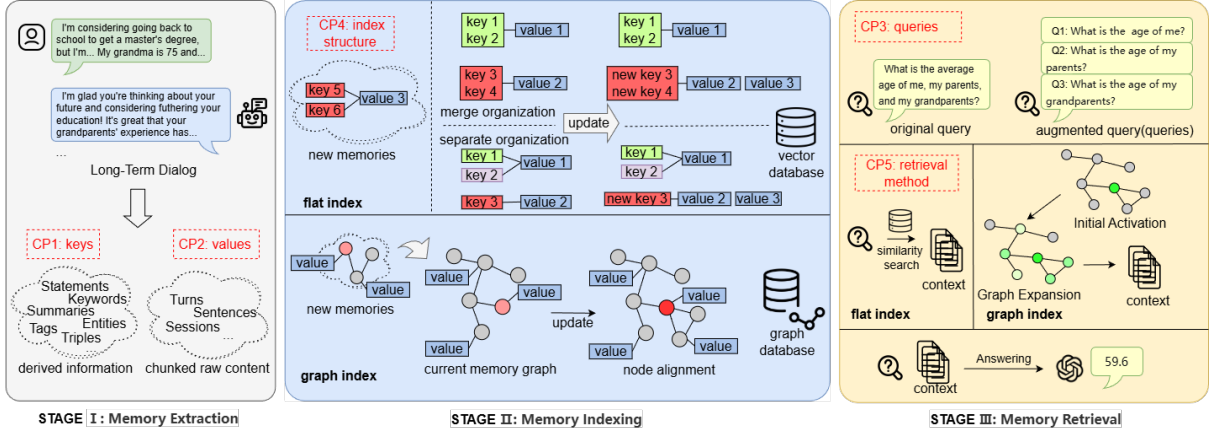 I'm considering going back to
school to get a master's degree,
but I'm... My grandma is 75 and...
I'm glad you're thinking about your
future and considering futhering your
education! It's great that your
grandparents' experience has...
...
Long-Term Dialog
CP1: keys
CP2: values
Statements
Keywords
Summaries
Tags
Entities
Triples
...
Turns
Sentences
Sessions
...
derived information
chunked raw content
STAGE Ⅰ: Memory Extraction
CP4: index
structure
key 5
key 6
value 3
new memories
flat index
key 1
key 2
value 1
key 3
key 4
value 2
merge organization
separate organization
key 1
key 2
value 1
key 3
value 2
update
key 1
key 2
value 1
new key 3
new key 4
value 2
value 3
key 1
key 2
value 1
new key 3
value 2
value 3
vector
database
value
value
new memories
graph index
value
value
value
current memory graph
update
value
value
value
value
node alignment
graph
database
STAGE Ⅱ: Memory Indexing
CP3: queries
What is the average
age of me, my parents,
and my grandparents?
original query
Q1: What is the age of me?
Q2: What is the age of my
parents?
Q3: What is the age of my
grandparents?
augmented query(queries)
CP5: retrieval
method
similarity
search
context
flat index
Initial Activation
Graph Expansion
context
graph index
context
Answering
59.6
STAGE Ⅲ: Memory Retrieval